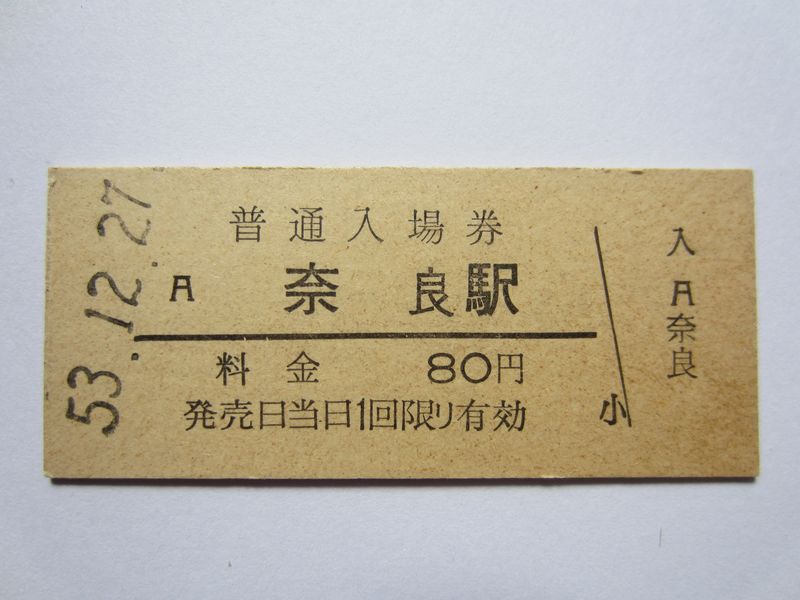 53.12.27
普通入場券
A 奈良駅
料金 80円
発売日当日1回限り有効
小
入
A
奈良